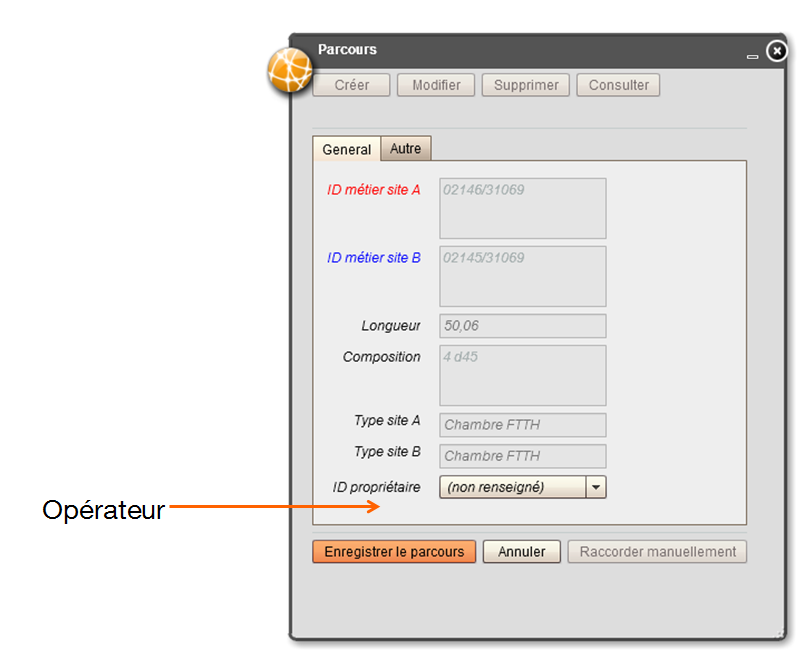 Parcours
Créer Modifier Supprimer Consulter
General Autre
ID métier site A 02146/31069
ID métier site B 02145/31069
Longueur 50,06
Composition 4 d45
Type site A Chambre FTTH
Type site B Chambre FTTH
ID propriétaire (non renseigné)
Opérateur
Enregistrer le parcours Annuler Raccorder manuellement